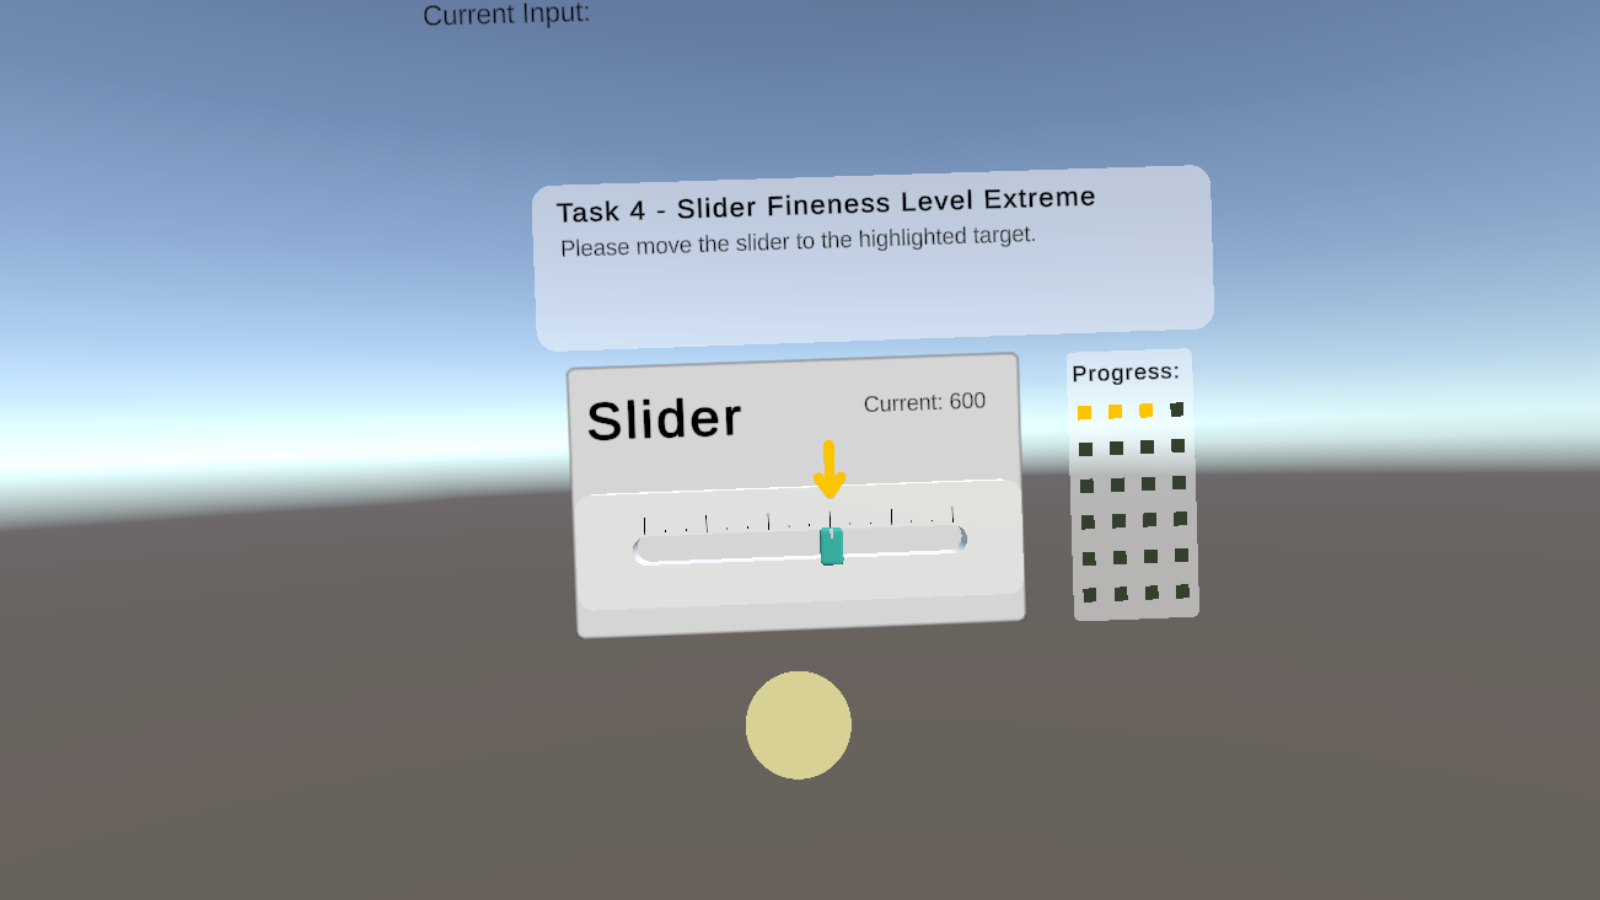 Current Input:
Task 4 - Slider Fineness Level Extreme
Please move the slider to the highlighted target.
Slider
Current: 600
Progress: